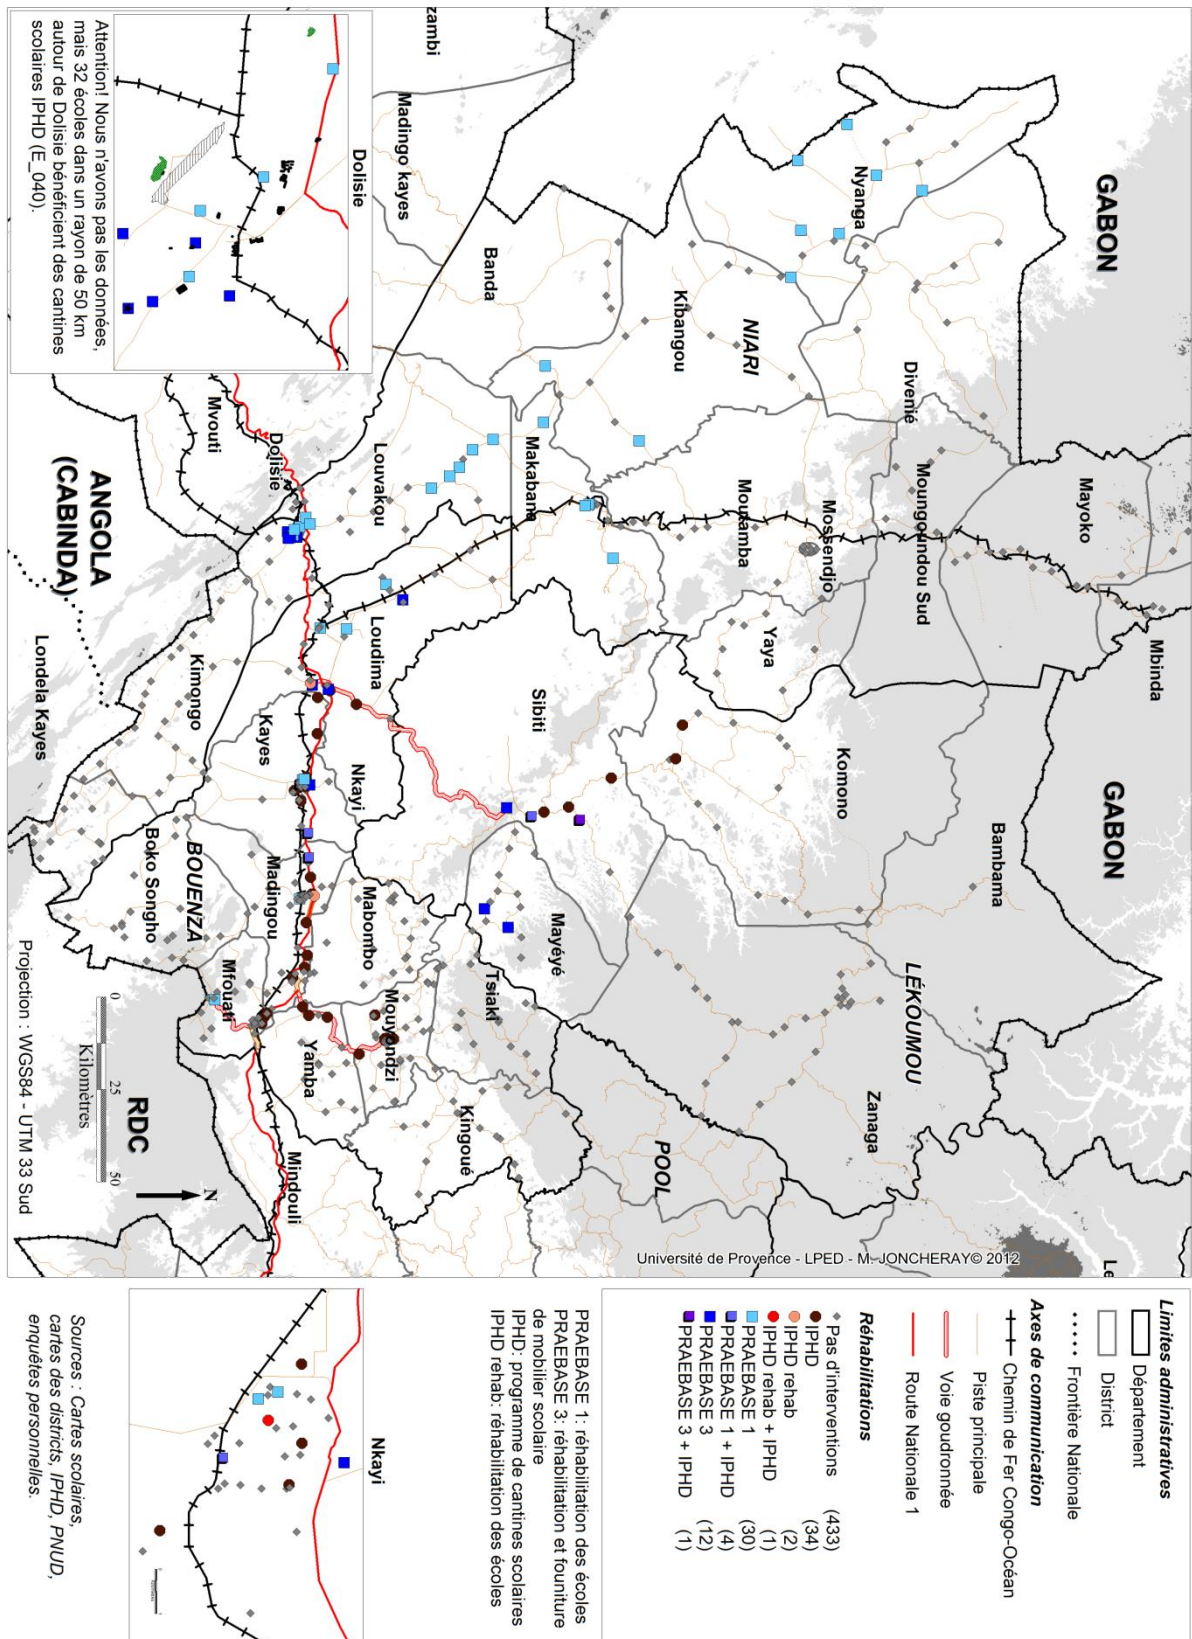 GABON
GABON
Mayoko
Mbinda
Nyanga
Divenié
Moungoundou Sud
Bambama
LÉKOUMOU
Zanaga
NIARI
Kibangou
Mossendjo
Moutamba
Yaya
Komono
Banda
Makabana
Sibiti
Mayéyé
POOL
zambi
Madingo kayes
Louvakou
Loudima
Nkayi
Mabombo
Tsiaki
Mouyondzi
Kingoué
Yamba
Mvouti
Dolisie
Kayes
Madingou
Mindouli
Kimongo
BOUENZA
Mfouati
Boko Songho
Londela Kayes
ANGOLA
(CABINDA)
RDC
Le
Université de Provence - LPED - M. JONCHERAY© 2012
N
0 25 50
Kilomètres
Projection : WGS84 - UTM 33 Sud
Dolisie
Attention! Nous n'avons pas les données,
mais 32 écoles dans un rayon de 50 km
autour de Dolisie bénéficient des cantines
scolaires IPHD (E_040).
Limites administratives
Département
District
Frontière Nationale
Axes de communication
Chemin de Fer Congo-Océan
Piste principale
Voie goudronnée
Route Nationale 1
Réhabilitations
Pas d'interventions (433)
IPHD (34)
IPHD rehab (2)
IPHD rehab + IPHD (1)
PRAEBASE 1 (30)
PRAEBASE 1 + IPHD (4)
PRAEBASE 3 (12)
PRAEBASE 3 + IPHD (1)
PRAEBASE 1: réhabilitation des écoles
PRAEBASE 3: réhabilitation et founiture
de mobilier scolaire
IPHD: programme de cantines scolaires
IPHD rehab: réhabilitation des écoles
Nkayi
Sources : Cartes scolaires,
cartes des districts, IPHD, PNUD,
enquêtes personnelles.